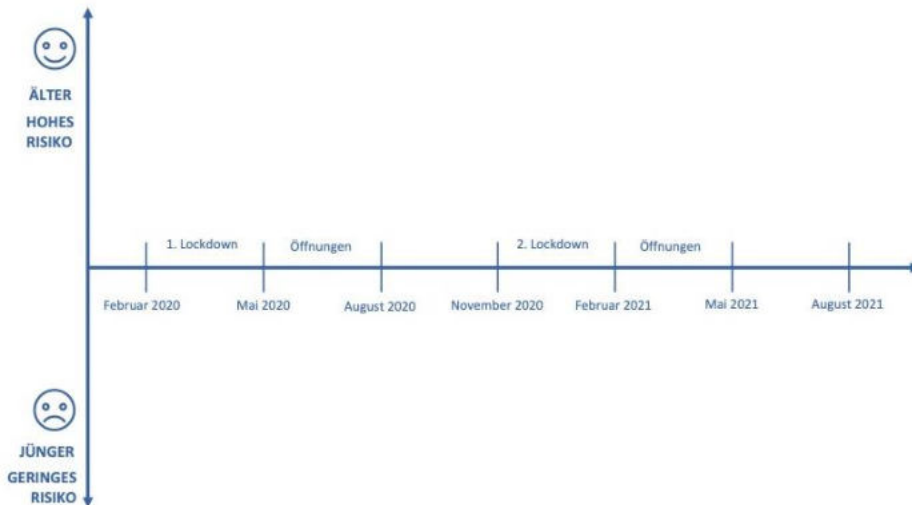 ÄLTER
HOHES
RISIKO
1. Lockdown
Öffnungen
2. Lockdown
Öffnungen
Februar 2020
Mai 2020
August 2020
November 2020
Februar 2021
Mai 2021
August 2021
JÜNGER
GERINGES
RISIKO